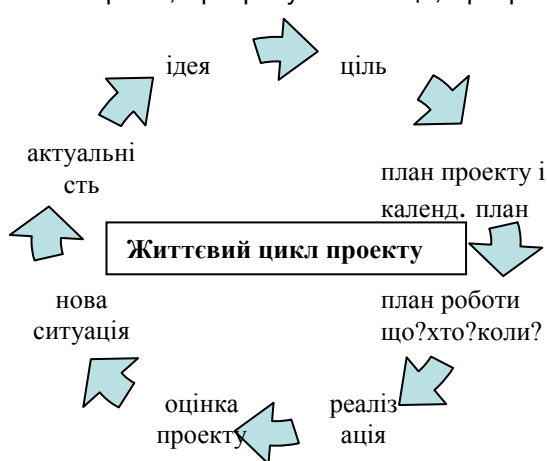 ідея
ціль
план проекту і
календ. план
план роботи
що?хто?коли?
реаліз
ація
оцінка
проекту
нова
ситуація
актуальні
сть
Життєвий цикл проекту